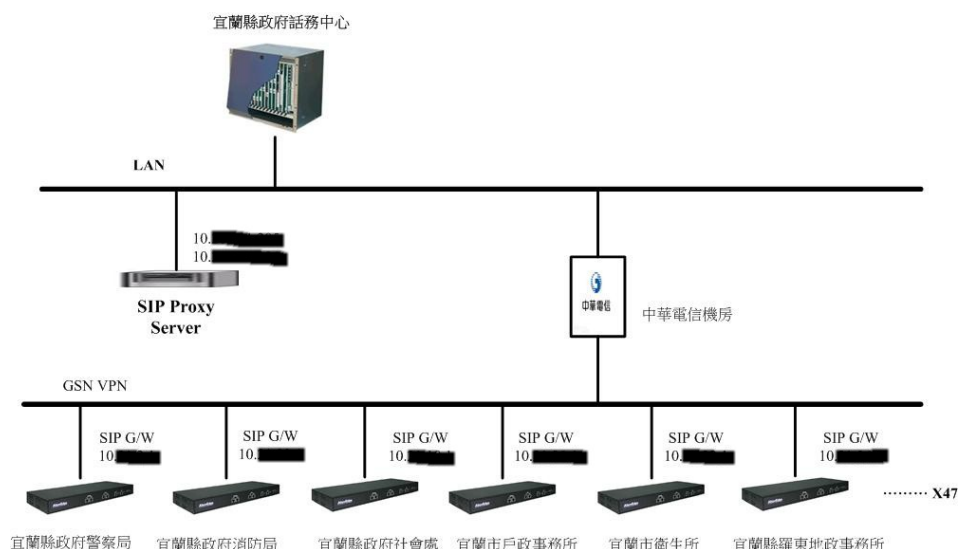 宜蘭縣政府話務中心
LAN
10.
10.
SIP Proxy
Server
中華電信
中華電信機房
GSN VPN
SIP G/W
10.
SIP G/W
10.
SIP G/W
10.
SIP G/W
10.
SIP G/W
10.
SIP G/W
10.
......... X47
宜蘭縣政府警察局
宜蘭縣政府消防局
宜蘭縣政府社會處
宜蘭市戶政事務所
宜蘭市衛生所
宜蘭縣羅東地政事務所